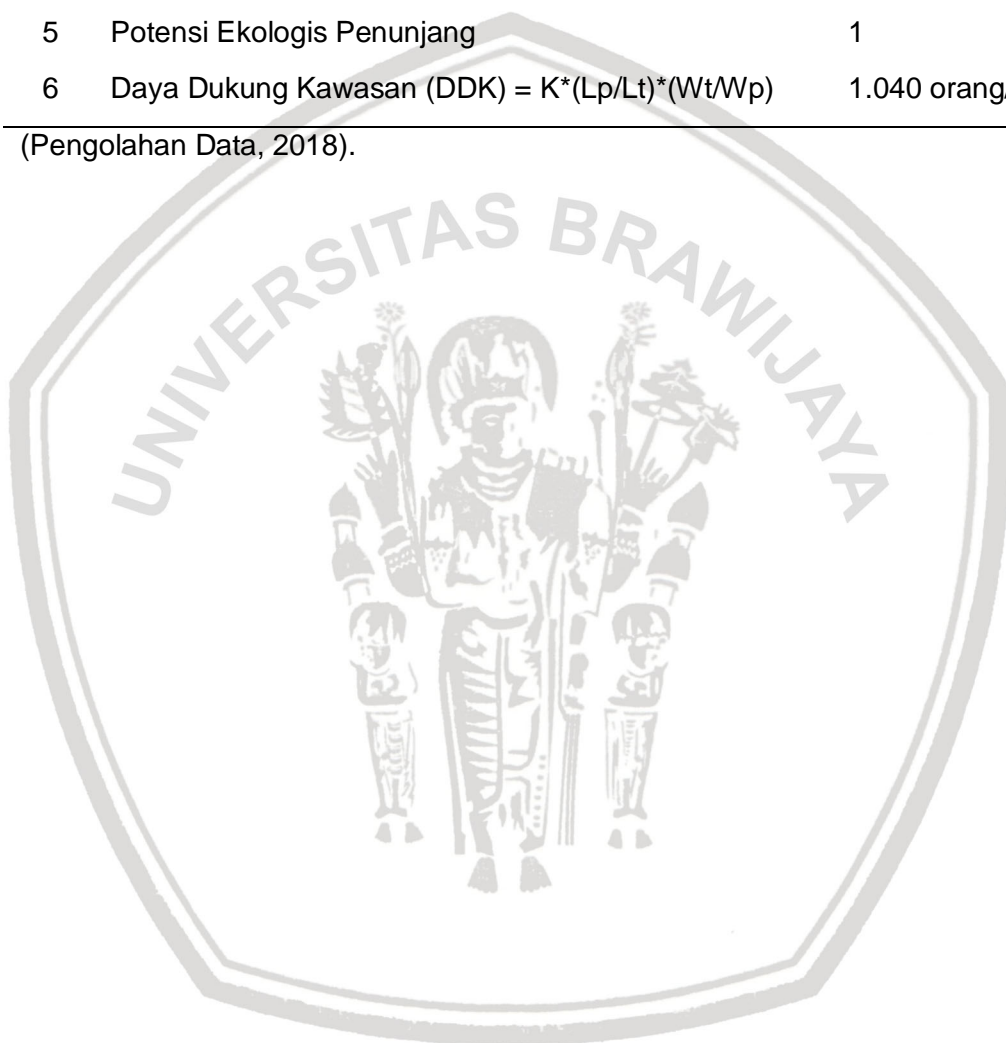 5 Potensi Ekologis Penunjang 1
6 Daya Dukung Kawasan (DDK) = K*(Lp/Lt)*(Wt/Wp) 1.040 orang/
(Pengolahan Data, 2018).
UNIVERSITAS BRAWIJAYA